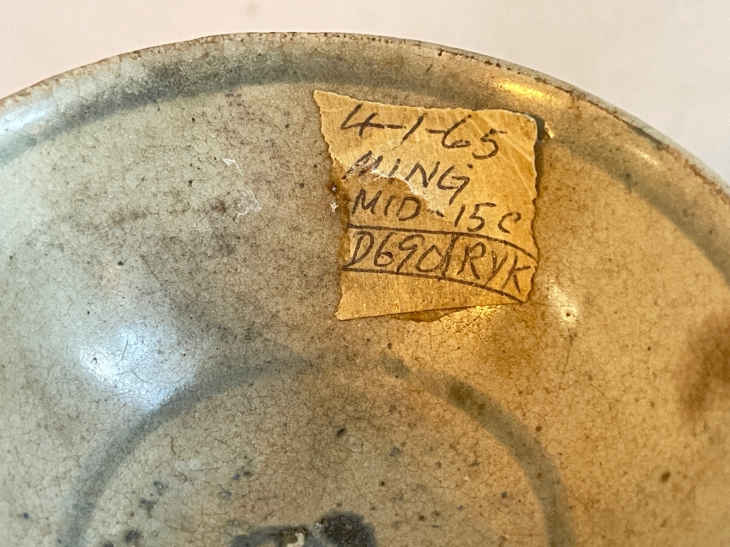 4-1-65
MING
MID-15C
D690/RYK